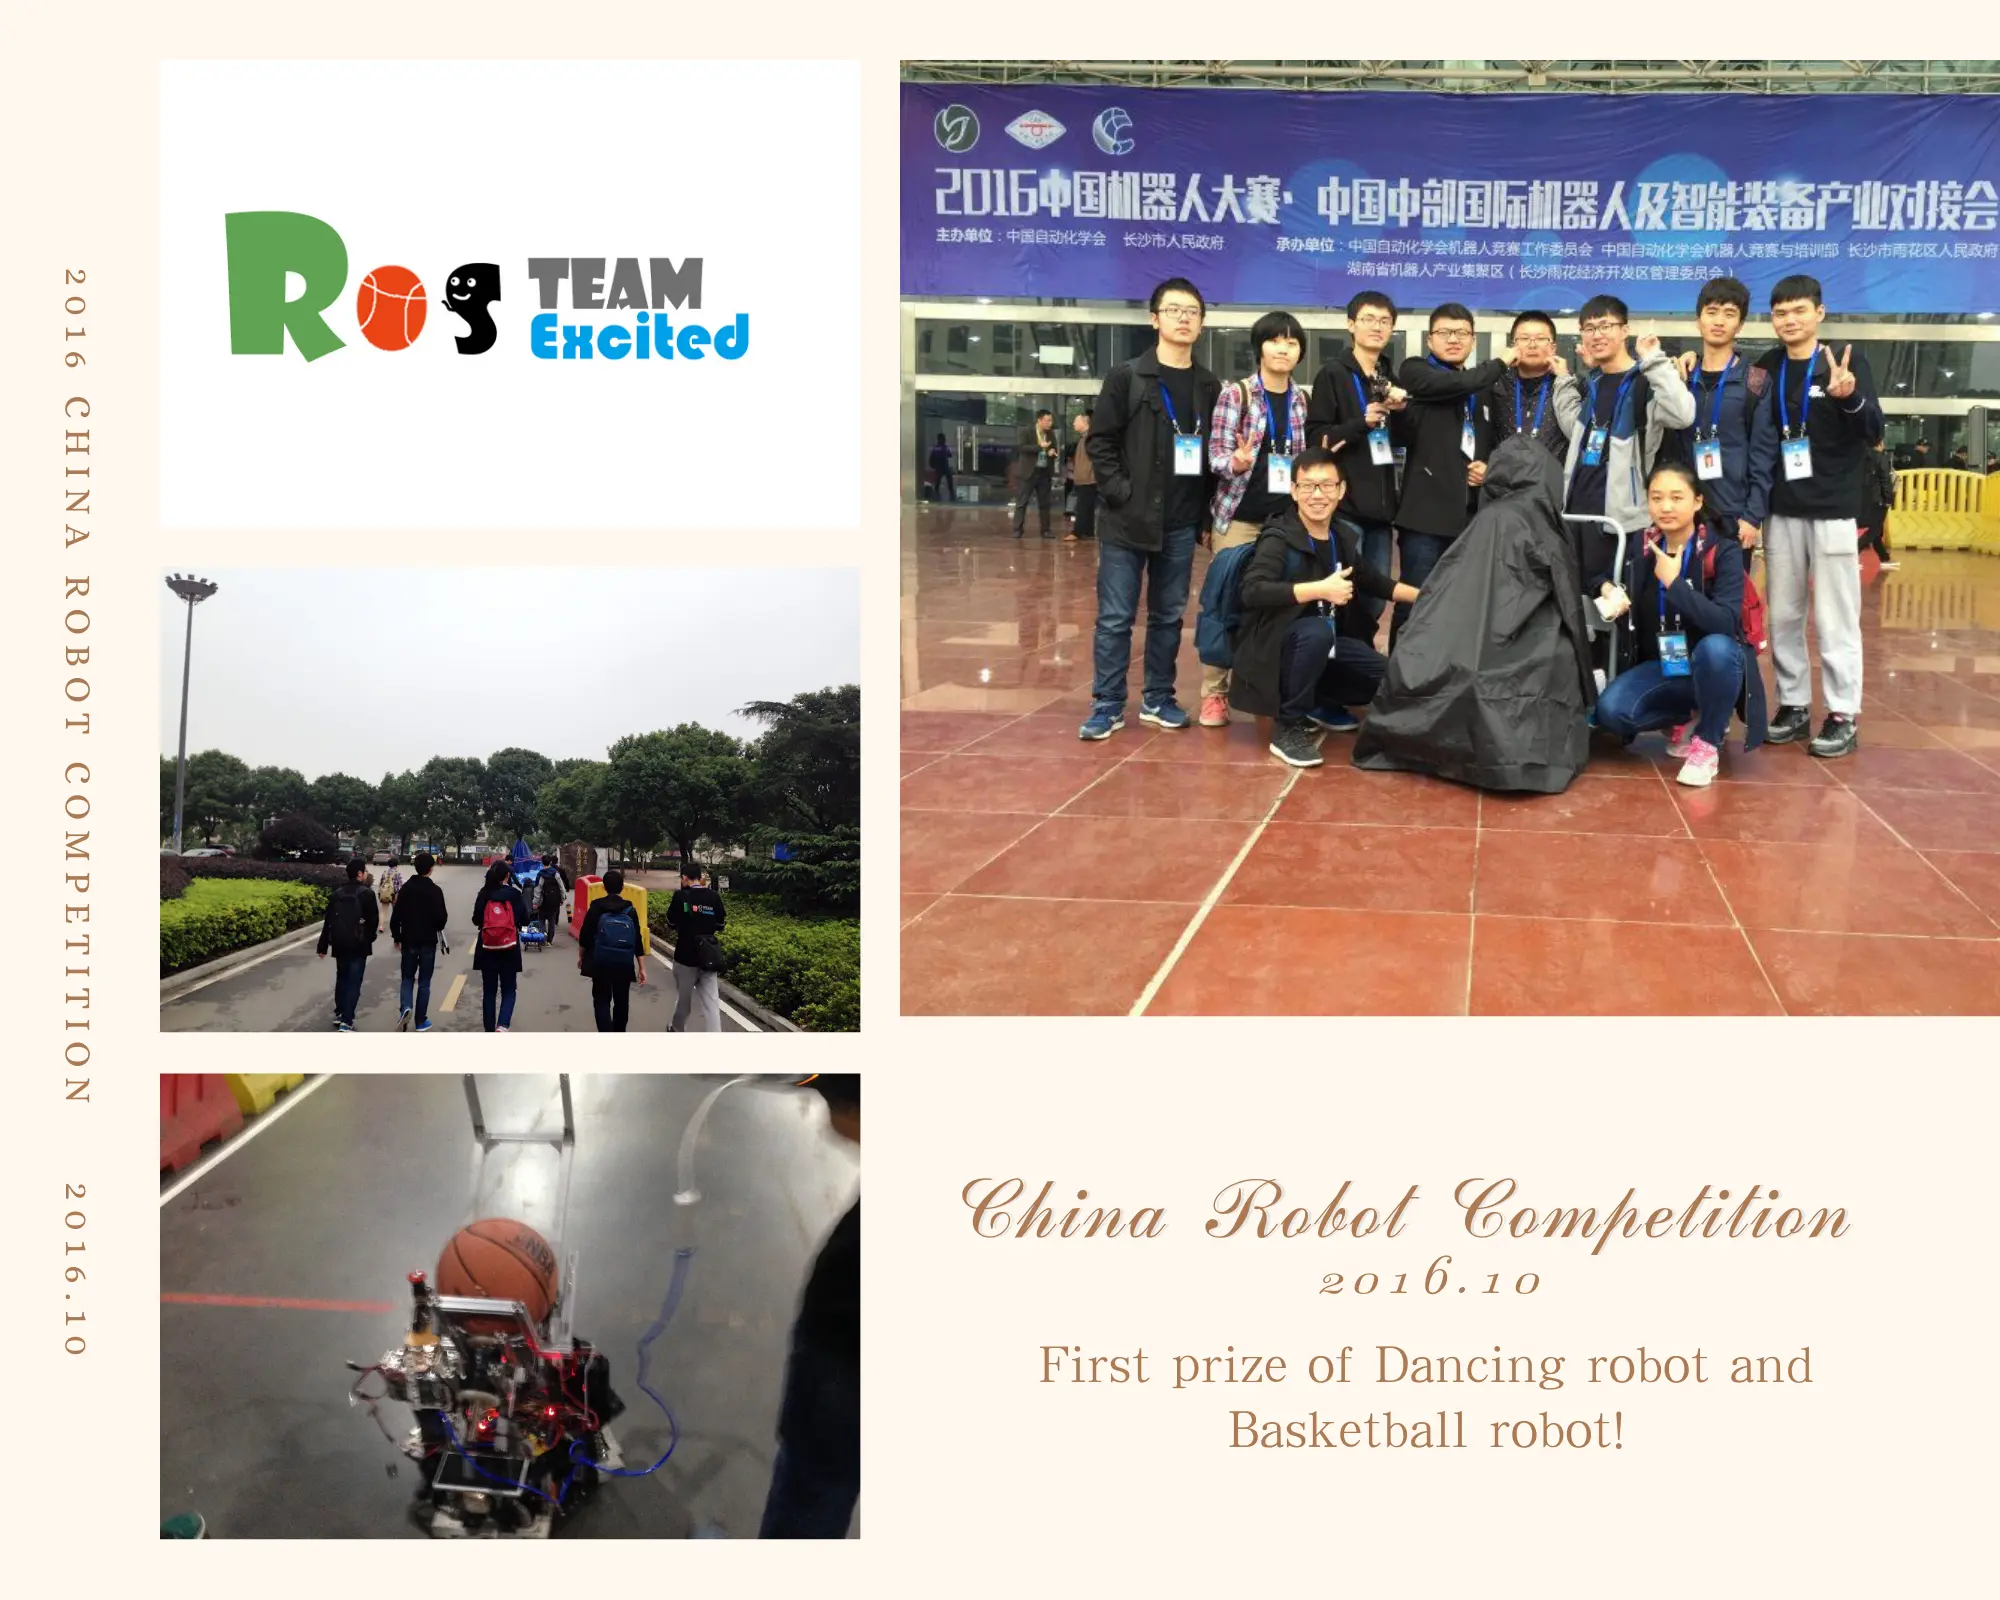 2016 CHINA ROBOT COMPETITION 2016.10
ROS TEAM
Excited
2016中国机器人大赛· 中国中部国际机器人及智能装备产业对接会
主办单位：中国自动化学会 长沙市人民政府
承办单位：中国自动化学会机器人竞赛工作委员会 中国自动化学会机器人竞赛与培训部 长沙市雨花区人民政府
湖南省机器人产业集聚区（长沙雨花经济开发区管理委员会）
TEAM
Excited
NBA
China Robot Competition
2016.10
First prize of Dancing robot and
Basketball robot!